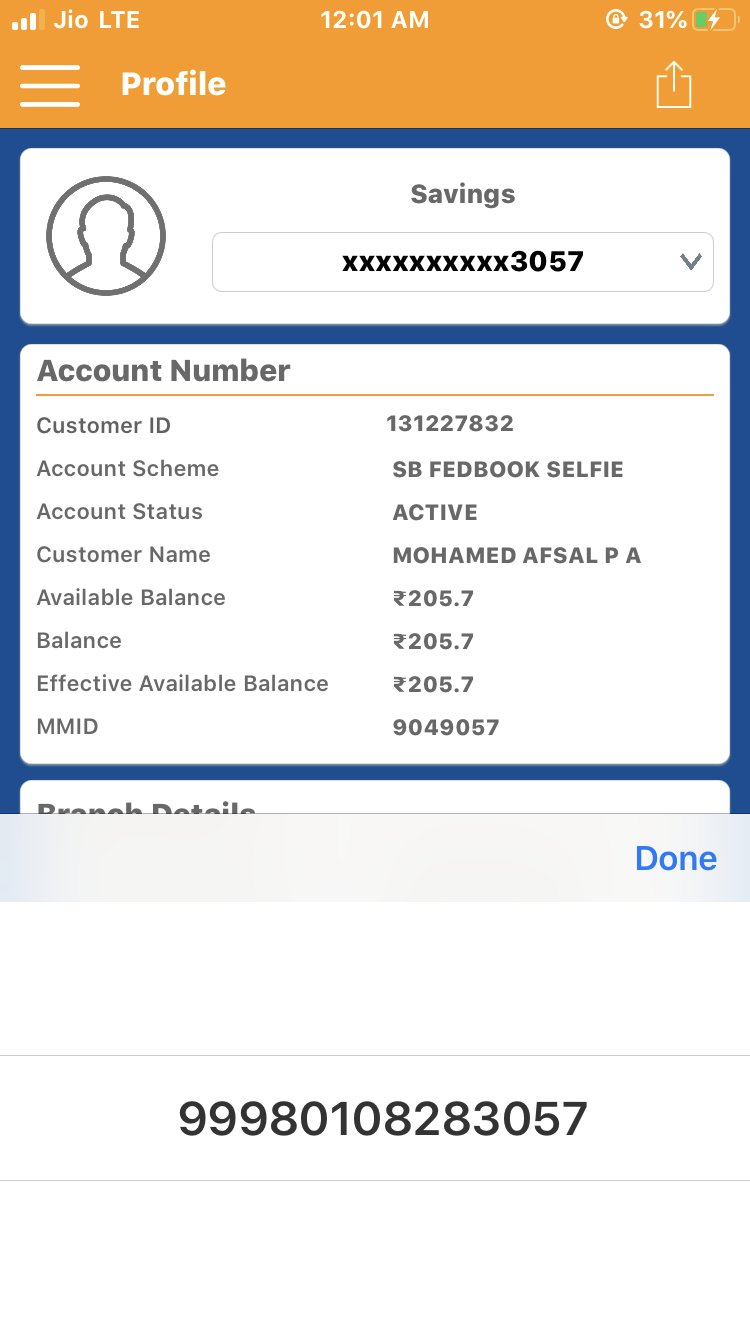 Jio LTE 12:01 AM 31%
Profile
Savings
xxxxxxxxxx3057
Account Number
Customer ID 131227832
Account Scheme SB FEDBOOK SELFIE
Account Status ACTIVE
Customer Name MOHAMED AFSAL P A
Available Balance ₹205.7
Balance ₹205.7
Effective Available Balance ₹205.7
MMID 9049057
Branch Details
Done
99980108283057